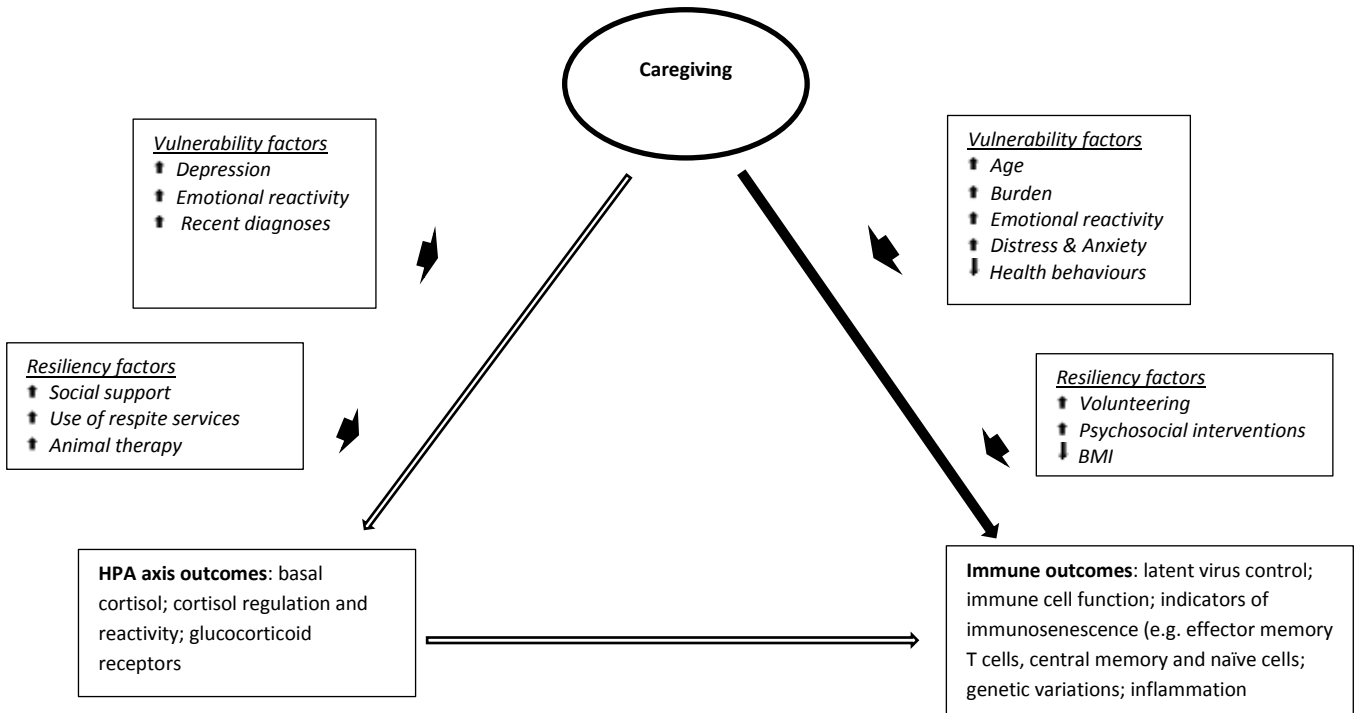 Caregiving
Vulnerability factors
⬆ Depression
⬆ Emotional reactivity
⬆ Recent diagnoses
Vulnerability factors
⬆ Age
⬆ Burden
⬆ Emotional reactivity
⬆ Distress & Anxiety
⬇ Health behaviours
Resiliency factors
⬆ Social support
⬆ Use of respite services
⬆ Animal therapy
Resiliency factors
⬆ Volunteering
⬆ Psychosocial interventions
⬇ BMI
HPA axis outcomes: basal
cortisol; cortisol regulation and
reactivity; glucocorticoid
receptors
Immune outcomes: latent virus control;
immune cell function; indicators of
immunosenescence (e.g. effector memory
T cells, central memory and naïve cells;
genetic variations; inflammation